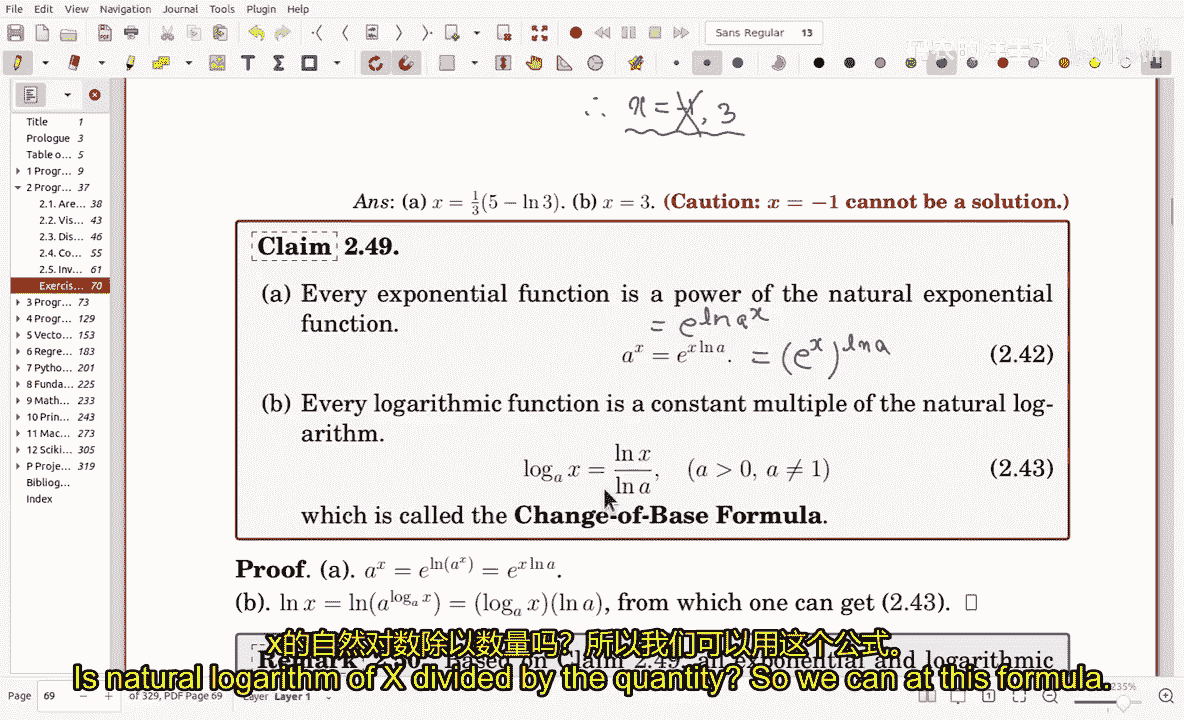 File Edit View Navigation Journal Tools Plugin Help
Sans Regular 13
Title 1
Prologue 3
Table o... 5
1 Progr... 9
2 Progr... 37
2.1. Are... 38
2.2. Vis... 43
2.3. Dis... 46
2.4. Co... 55
2.5. Inv... 61
Exercis... 70
3 Progr... 73
4 Progr... 129
5 Vecto... 153
6 Regre... 183
7 Pytho... 201
8 Funda... 225
9 Math... 233
10 Prin... 243
11 Mac... 273
12 Sciki... 305
P Proje... 319
Bibliog...
Index
∴ x = , 3
Ans: (a) x = 1/3(5 − ln 3). (b) x = 3. (Caution: x = −1 cannot be a solution.)
Claim 2.49.
(a) Every exponential function is a power of the natural exponential
function.
= e^{ln a^x}
a^x = e^{x ln a}. = (e^x)^{ln a} (2.42)
(b) Every logarithmic function is a constant multiple of the natural log-
arithm.
log_a x = ln x / ln a, (a > 0, a ≠ 1) (2.43)
which is called the Change-of-Base Formula.
Proof. (a). a^x = e^{ln(a^x)} = e^{x ln a}.
(b). ln x = ln(a^{log_a x}) = (log_a x)(ln a), from which one can get (2.43). □
x的自然对数除以数量吗？所以我们可以用这个公式。
Is natural logarithm of X divided by the quantity? So we can at this formula.
Page 69 of 329, PDF Page 69 Layer Layer 1 235%